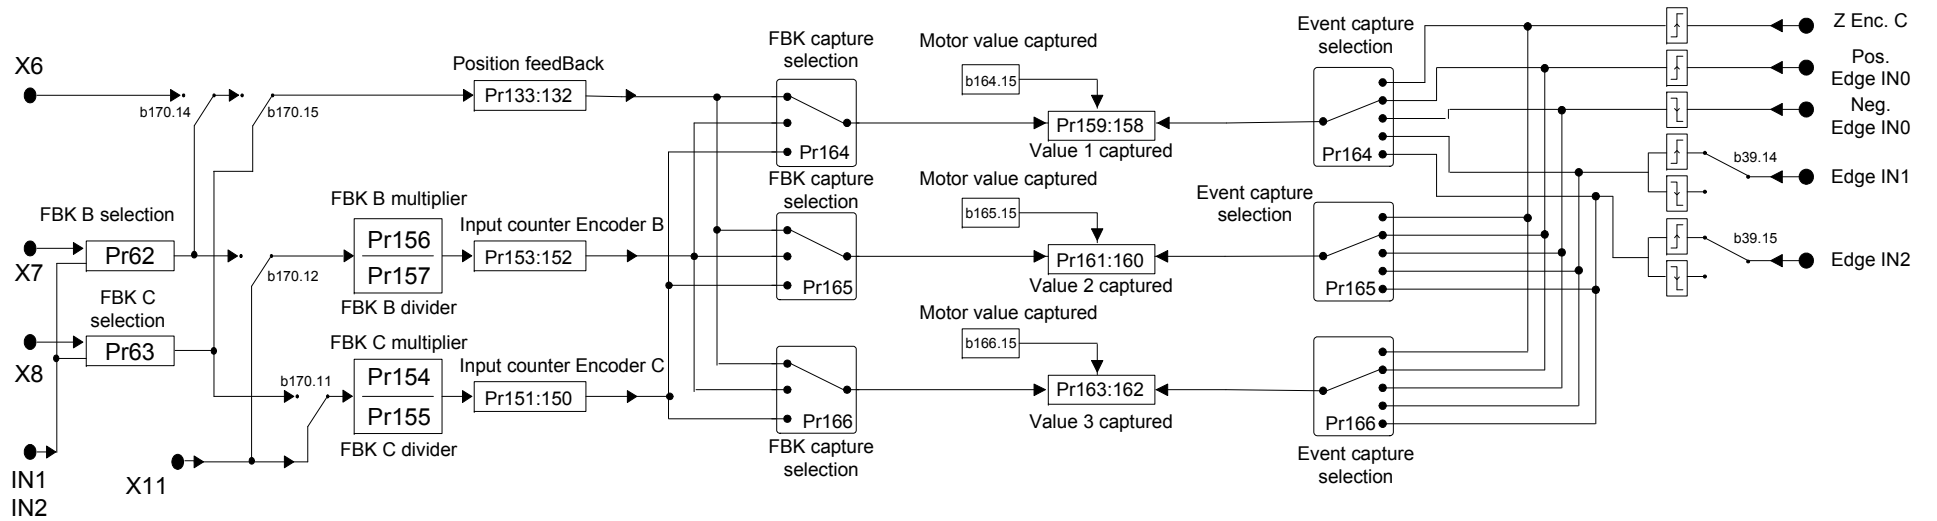 X6
b170.14
b170.15
Position feedBack
Pr133:132
FBK capture
selection
Pr164
Motor value captured
b164.15
Pr159:158
Value 1 captured
Event capture
selection
Pr164
Z Enc. C
Pos.
Edge IN0
Neg.
Edge IN0
b39.14
Edge IN1
b39.15
Edge IN2
FBK B selection
X7
Pr62
b170.12
FBK B multiplier
Pr156
Pr157
FBK B divider
Input counter Encoder B
Pr153:152
FBK capture
selection
Pr165
Motor value captured
b165.15
Pr161:160
Value 2 captured
Event capture
selection
Pr165
FBK C
selection
X8
Pr63
b170.11
FBK C multiplier
Pr154
Pr155
FBK C divider
Input counter Encoder C
Pr151:150
Pr166
FBK capture
selection
Motor value captured
b166.15
Pr163:162
Value 3 captured
Pr166
Event capture
selection
IN1
IN2
X11